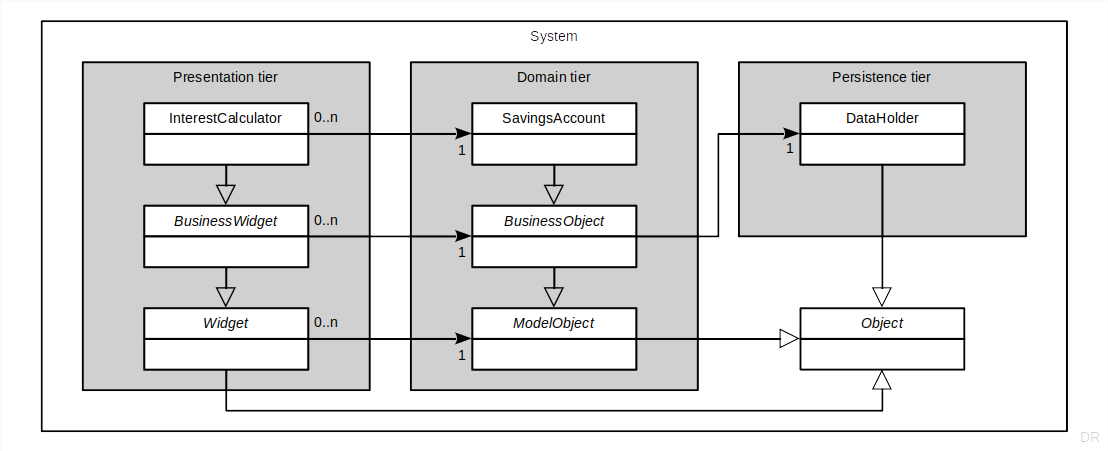 System
Presentation tier
Domain tier
Persistence tier
InterestCalculator
0..n
1
SavingsAccount
1
DataHolder
BusinessWidget
0..n
1
BusinessObject
Widget
0..n
1
ModelObject
Object
DR